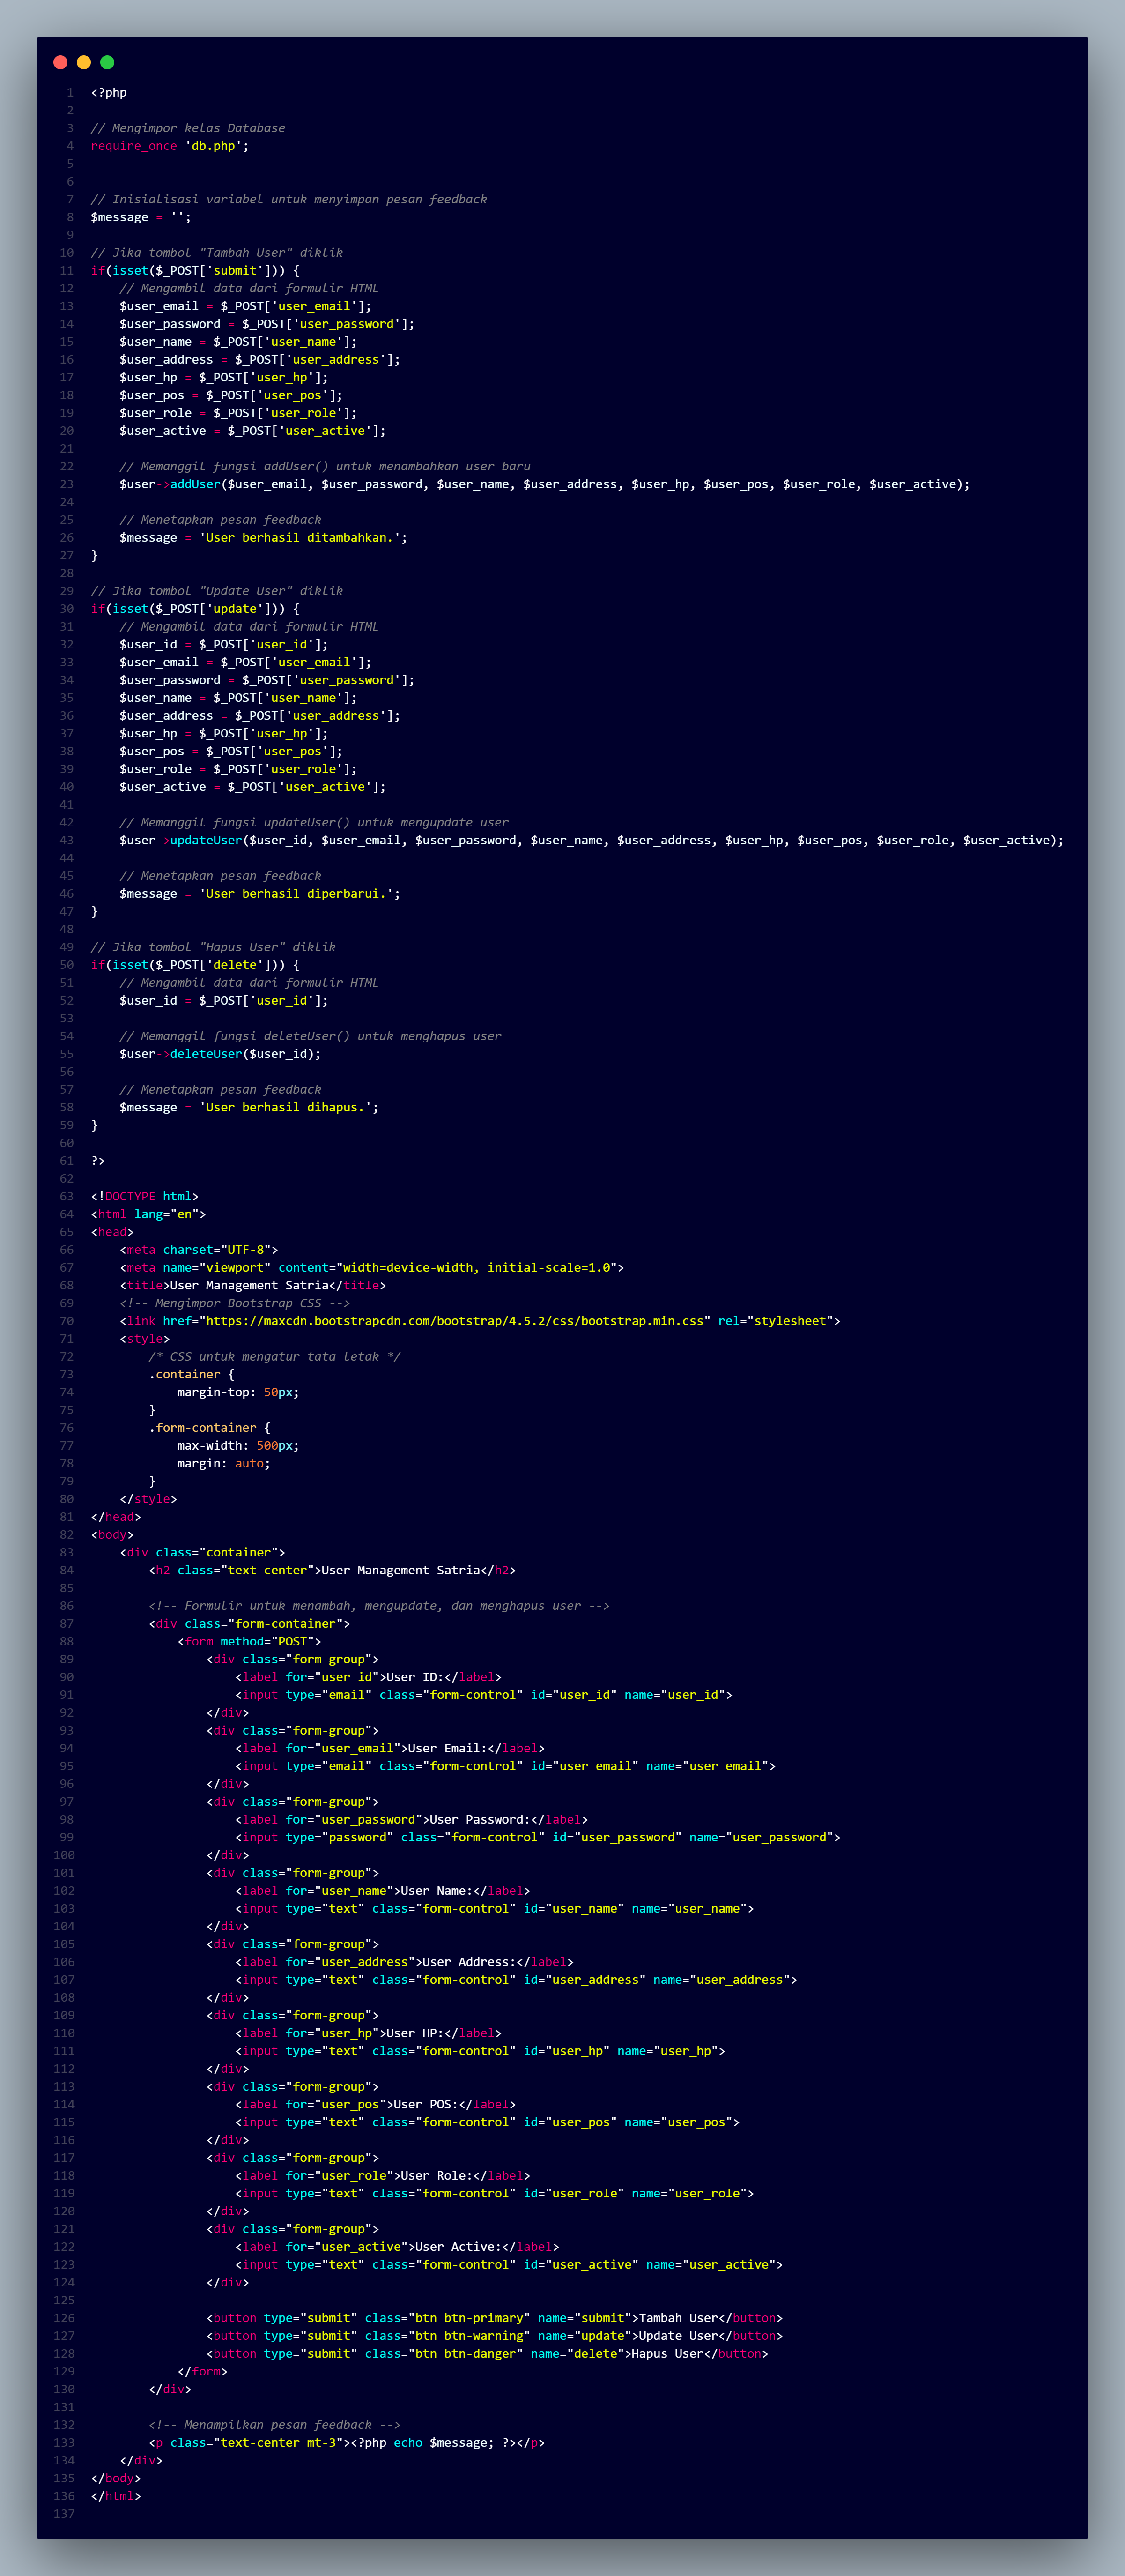 1 <?php
2
3 // Mengimpor kelas Database
4 require_once 'db.php';
5
6
7 // Inisialisasi variabel untuk menyimpan pesan feedback
8 $message = '';
9
10 // Jika tombol "Tambah User" diklik
11 if(isset($_POST['submit'])) {
12     // Mengambil data dari formulir HTML
13     $user_email = $_POST['user_email'];
14     $user_password = $_POST['user_password'];
15     $user_name = $_POST['user_name'];
16     $user_address = $_POST['user_address'];
17     $user_hp = $_POST['user_hp'];
18     $user_pos = $_POST['user_pos'];
19     $user_role = $_POST['user_role'];
20     $user_active = $_POST['user_active'];
21
22     // Memanggil fungsi addUser() untuk menambahkan user baru
23     $user->addUser($user_email, $user_password, $user_name, $user_address, $user_hp, $user_pos, $user_role, $user_active);
24
25     // Menetapkan pesan feedback
26     $message = 'User berhasil ditambahkan.';
27 }
28
29 // Jika tombol "Update User" diklik
30 if(isset($_POST['update'])) {
31     // Mengambil data dari formulir HTML
32     $user_id = $_POST['user_id'];
33     $user_email = $_POST['user_email'];
34     $user_password = $_POST['user_password'];
35     $user_name = $_POST['user_name'];
36     $user_address = $_POST['user_address'];
37     $user_hp = $_POST['user_hp'];
38     $user_pos = $_POST['user_pos'];
39     $user_role = $_POST['user_role'];
40     $user_active = $_POST['user_active'];
41
42     // Memanggil fungsi updateUser() untuk mengupdate user
43     $user->updateUser($user_id, $user_email, $user_password, $user_name, $user_address, $user_hp, $user_pos, $user_role, $user_active);
44
45     // Menetapkan pesan feedback
46     $message = 'User berhasil diperbarui.';
47 }
48
49 // Jika tombol "Hapus User" diklik
50 if(isset($_POST['delete'])) {
51     // Mengambil data dari formulir HTML
52     $user_id = $_POST['user_id'];
53
54     // Memanggil fungsi deleteUser() untuk menghapus user
55     $user->deleteUser($user_id);
56
57     // Menetapkan pesan feedback
58     $message = 'User berhasil dihapus.';
59 }
60
61 ?>
62
63 <!DOCTYPE html>
64 <html lang="en">
65 <head>
66     <meta charset="UTF-8">
67     <meta name="viewport" content="width=device-width, initial-scale=1.0">
68     <title>User Management Satria</title>
69     <!-- Mengimpor Bootstrap CSS -->
70     <link href="https://maxcdn.bootstrapcdn.com/bootstrap/4.5.2/css/bootstrap.min.css" rel="stylesheet">
71     <style>
72         /* CSS untuk mengatur tata letak */
73         .container {
74             margin-top: 50px;
75         }
76         .form-container {
77             max-width: 500px;
78             margin: auto;
79         }
80     </style>
81 </head>
82 <body>
83     <div class="container">
84         <h2 class="text-center">User Management Satria</h2>
85
86         <!-- Formulir untuk menambah, mengupdate, dan menghapus user -->
87         <div class="form-container">
88             <form method="POST">
89                 <div class="form-group">
90                     <label for="user_id">User ID:</label>
91                     <input type="email" class="form-control" id="user_id" name="user_id">
92                 </div>
93                 <div class="form-group">
94                     <label for="user_email">User Email:</label>
95                     <input type="email" class="form-control" id="user_email" name="user_email">
96                 </div>
97                 <div class="form-group">
98                     <label for="user_password">User Password:</label>
99                     <input type="password" class="form-control" id="user_password" name="user_password">
100                 </div>
101                 <div class="form-group">
102                     <label for="user_name">User Name:</label>
103                     <input type="text" class="form-control" id="user_name" name="user_name">
104                 </div>
105                 <div class="form-group">
106                     <label for="user_address">User Address:</label>
107                     <input type="text" class="form-control" id="user_address" name="user_address">
108                 </div>
109                 <div class="form-group">
110                     <label for="user_hp">User HP:</label>
111                     <input type="text" class="form-control" id="user_hp" name="user_hp">
112                 </div>
113                 <div class="form-group">
114                     <label for="user_pos">User POS:</label>
115                     <input type="text" class="form-control" id="user_pos" name="user_pos">
116                 </div>
117                 <div class="form-group">
118                     <label for="user_role">User Role:</label>
119                     <input type="text" class="form-control" id="user_role" name="user_role">
120                 </div>
121                 <div class="form-group">
122                     <label for="user_active">User Active:</label>
123                     <input type="text" class="form-control" id="user_active" name="user_active">
124                 </div>
125
126                 <button type="submit" class="btn btn-primary" name="submit">Tambah User</button>
127                 <button type="submit" class="btn btn-warning" name="update">Update User</button>
128                 <button type="submit" class="btn btn-danger" name="delete">Hapus User</button>
129             </form>
130         </div>
131
132         <!-- Menampilkan pesan feedback -->
133         <p class="text-center mt-3"><?php echo $message; ?></p>
134     </div>
135 </body>
136 </html>
137